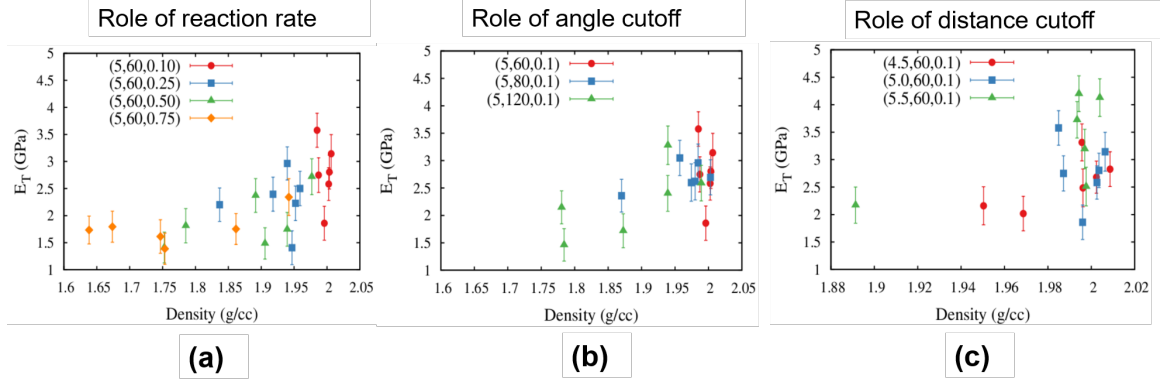 Role of reaction rate
Role of angle cutoff
Role of distance cutoff
5
4.5
4
3.5
3
2.5
2
1.5
1
E_T (GPa)
(5,60,0.10)
(5,60,0.25)
(5,60,0.50)
(5,60,0.75)
1.6 1.65 1.7 1.75 1.8 1.85 1.9 1.95 2 2.05
Density (g/cc)
(a)
5
4.5
4
3.5
3
2.5
2
1.5
1
E_T (GPa)
(5,60,0.1)
(5,80,0.1)
(5,120,0.1)
1.6 1.65 1.7 1.75 1.8 1.85 1.9 1.95 2 2.05
Density (g/cc)
(b)
5
4.5
4
3.5
3
2.5
2
1.5
1
E_T (GPa)
(4.5,60,0.1)
(5.0,60,0.1)
(5.5,60,0.1)
1.88 1.9 1.92 1.94 1.96 1.98 2 2.02
Density (g/cc)
(c)